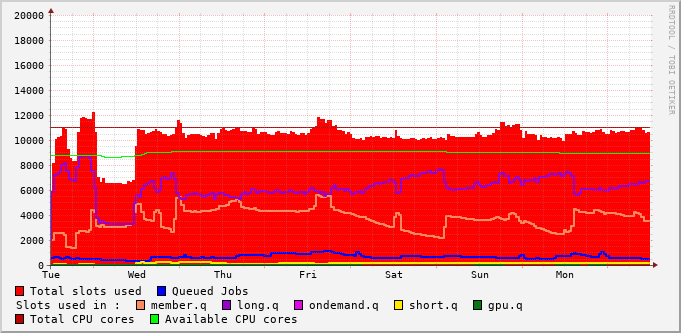 RRDTOOL / TOBI OETIKER
20000
18000
16000
14000
12000
10000
8000
6000
4000
2000
0
Tue Wed Thu Fri Sat Sun Mon
Total slots used Queued Jobs
Slots used in : member.q long.q ondemand.q short.q gpu.q
Total CPU cores Available CPU cores